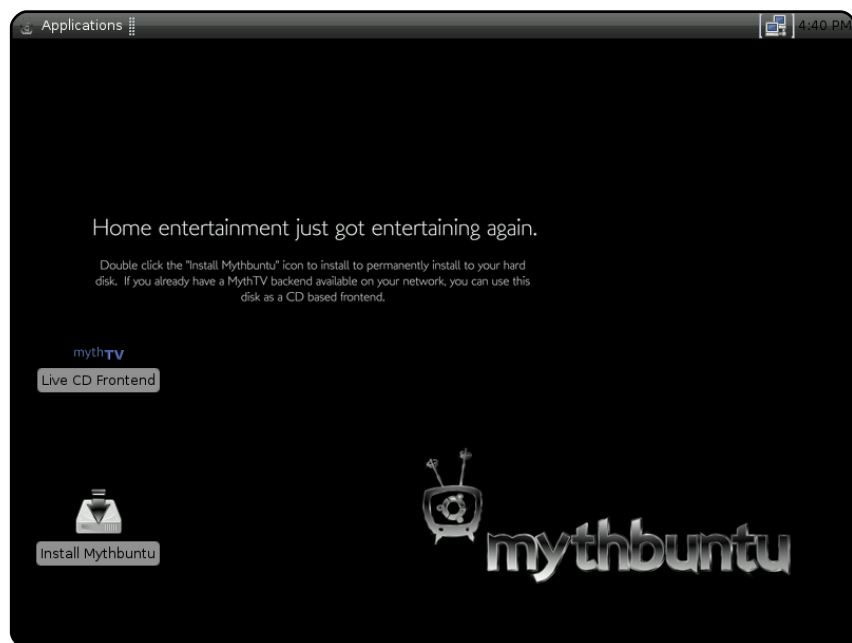 Applications
4:40 PM
Home entertainment just got entertaining again.
Double click the "Install Mythbuntu" icon to install to permanently install to your hard
disk. If you already have a MythTV backend available on your network, you can use this
disk as a CD based frontend.
mythTV
Live CD Frontend
Install Mythbuntu
mythbuntu